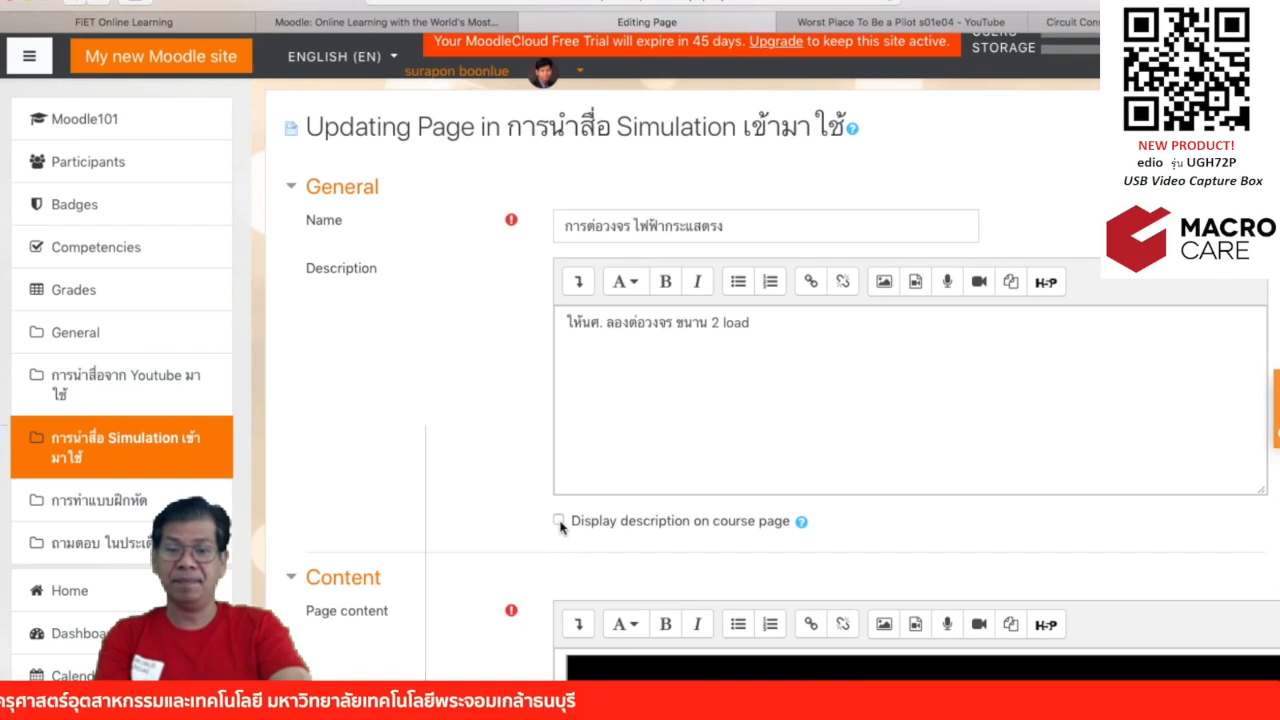 FiET Online Learning
Moodle: Online Learning with the World's Most...
Editing Page
Worst Place To Be a Pilot s01e04 - YouTube
My new Moodle site
ENGLISH (EN)
Your MoodleCloud Free Trial will expire in 45 days. Upgrade to keep this site active.
surapon boonlue
USERS
STORAGE
NEW PRODUCT!
edio รุ่น UGH72P
USB Video Capture Box
MACRO
CARE
Moodle101
Participants
Badges
Competencies
Grades
General
การนำสื่อจาก Youtube มา
ใช้
การนำสื่อ Simulation เข้า
มาใช้
การทำแบบฝึกหัด
ถามตอบ ในประเ
Home
Dashboa
Calend
Updating Page in การนำสื่อ Simulation เข้ามา ใช้
General
Name
การต่อวงจร ไฟฟ้ากระแสตรง
Description
A B I
H5P
ให้นศ. ลองต่อวงจร ขนาน 2 load
Display description on course page
Content
Page content
A B I
H5P
ครุศาสตร์อุตสาหกรรมและเทคโนโลยี มหาวิทยาลัยเทคโนโลยีพระจอมเกล้าธนบุรี